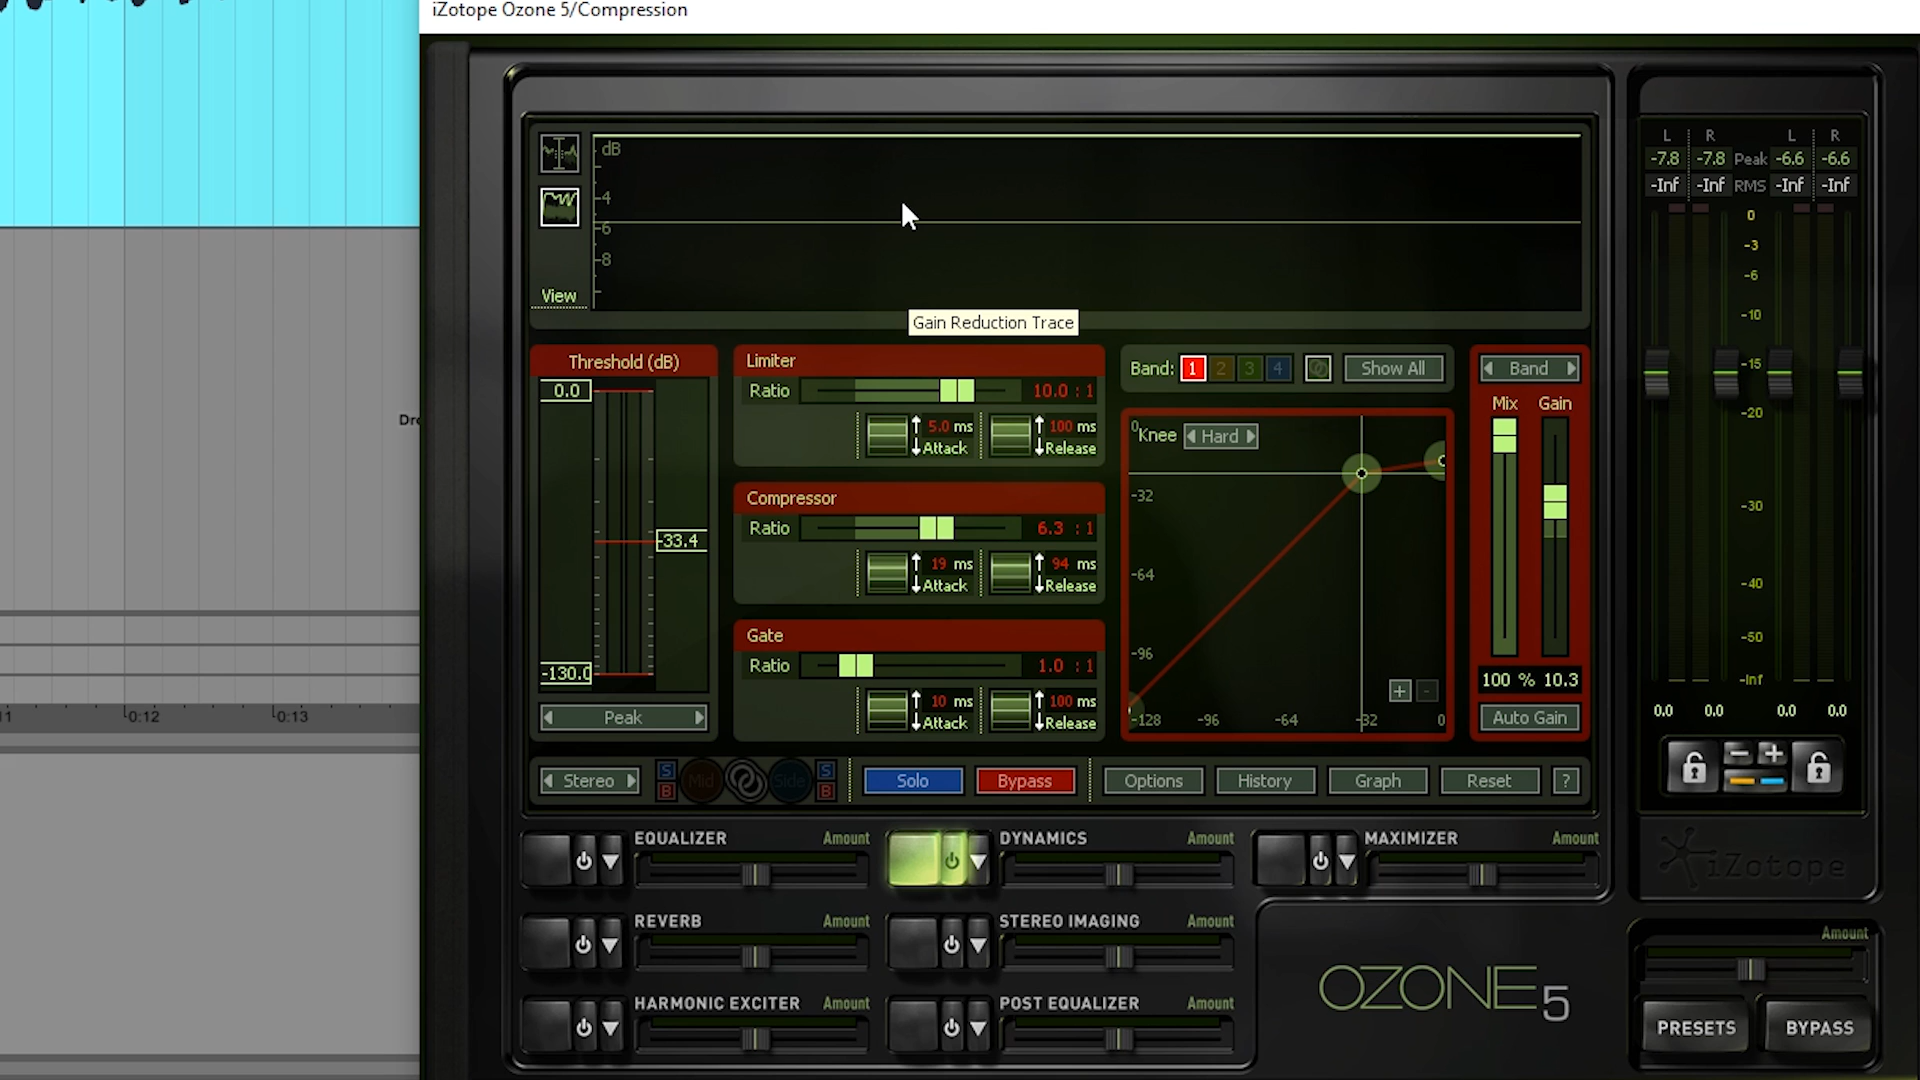 iZotope Ozone 5/Compression
dB
-4
-6
-8
View
Gain Reduction Trace
Threshold (dB)
0.0
-33.4
-130.0
Peak
Limiter
Ratio 10.0 : 1
5.0 ms Attack 100 ms Release
Compressor
Ratio 6.3 : 1
19 ms Attack 94 ms Release
Gate
Ratio 1.0 : 1
10 ms Attack 100 ms Release
Band: 1 2 3 4 Show All
0 Knee Hard
-32
-64
-96
-128 -96 -64 -32 0
+ -
Band
Mix Gain
100 % 10.3
Auto Gain
Stereo S B Mid Side S B Solo Bypass Options History Graph Reset ?
EQUALIZER Amount DYNAMICS Amount MAXIMIZER Amount
REVERB Amount STEREO IMAGING Amount
HARMONIC EXCITER Amount POST EQUALIZER Amount
OZONE 5
L R L R
-7.8 -7.8 Peak -6.6 -6.6
-Inf -Inf RMS -Inf -Inf
0
-3
-6
-10
-15
-20
-30
-40
-50
-Inf
0.0 0.0 0.0 0.0
iZotope
Amount
PRESETS BYPASS
0:12 0:13